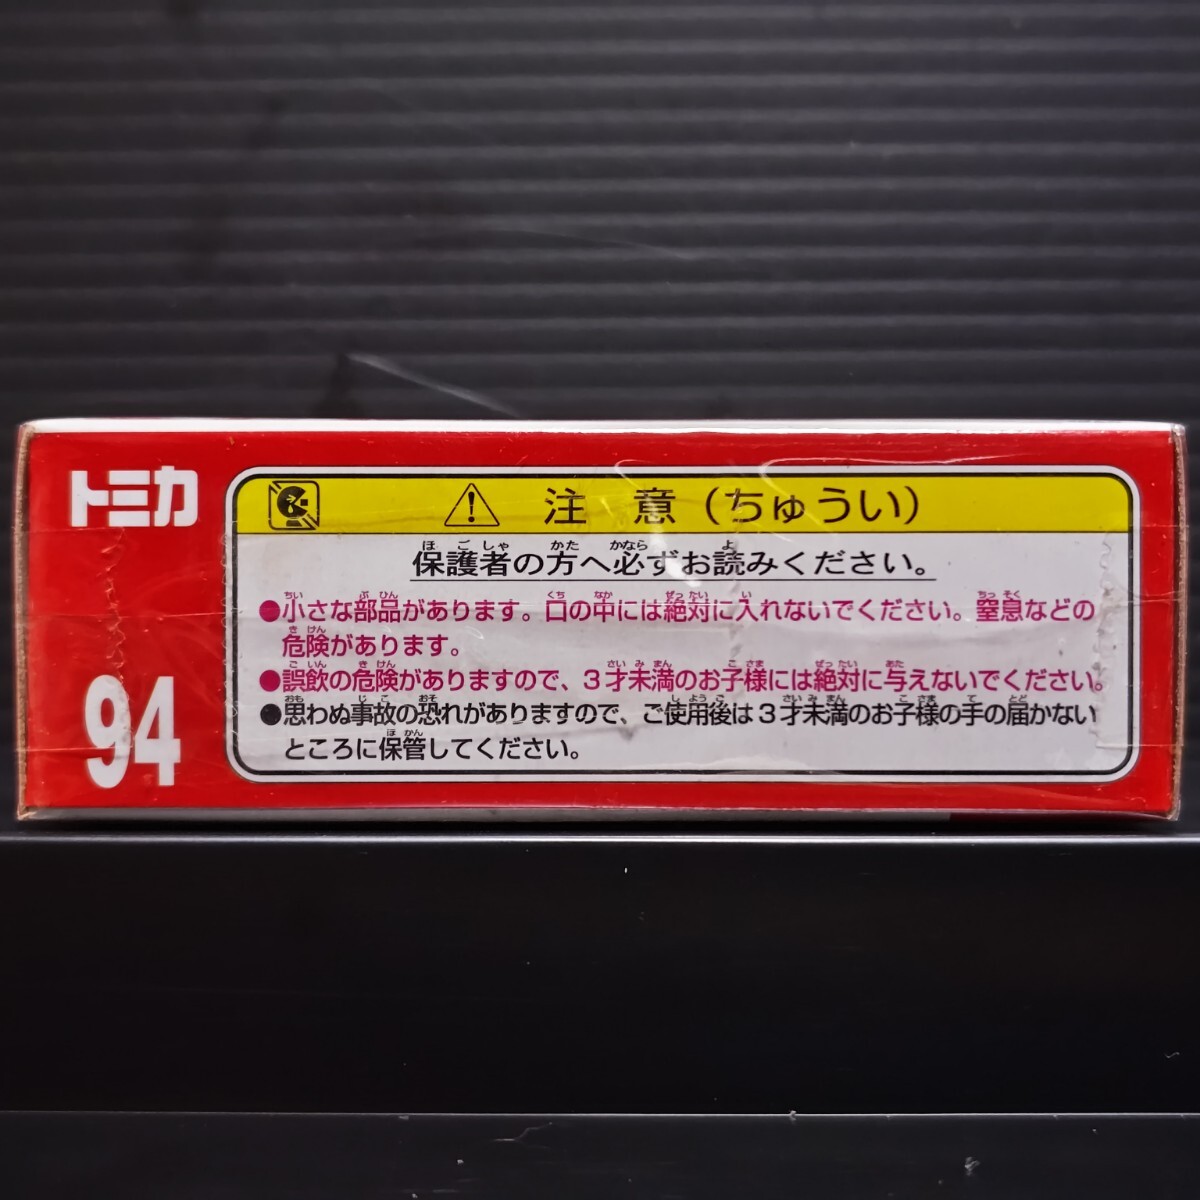 トミカ
94
注 意（ちゅうい）
保護者の方へ必ずお読みください。
●小さな部品があります。口の中には絶対に入れないでください。窒息などの
危険があります。
●誤飲の危険がありますので、3才未満のお子様には絶対に与えないでください。
●思わぬ事故の恐れがありますので、ご使用後は3才未満のお子様の手の届かない
ところに保管してください。